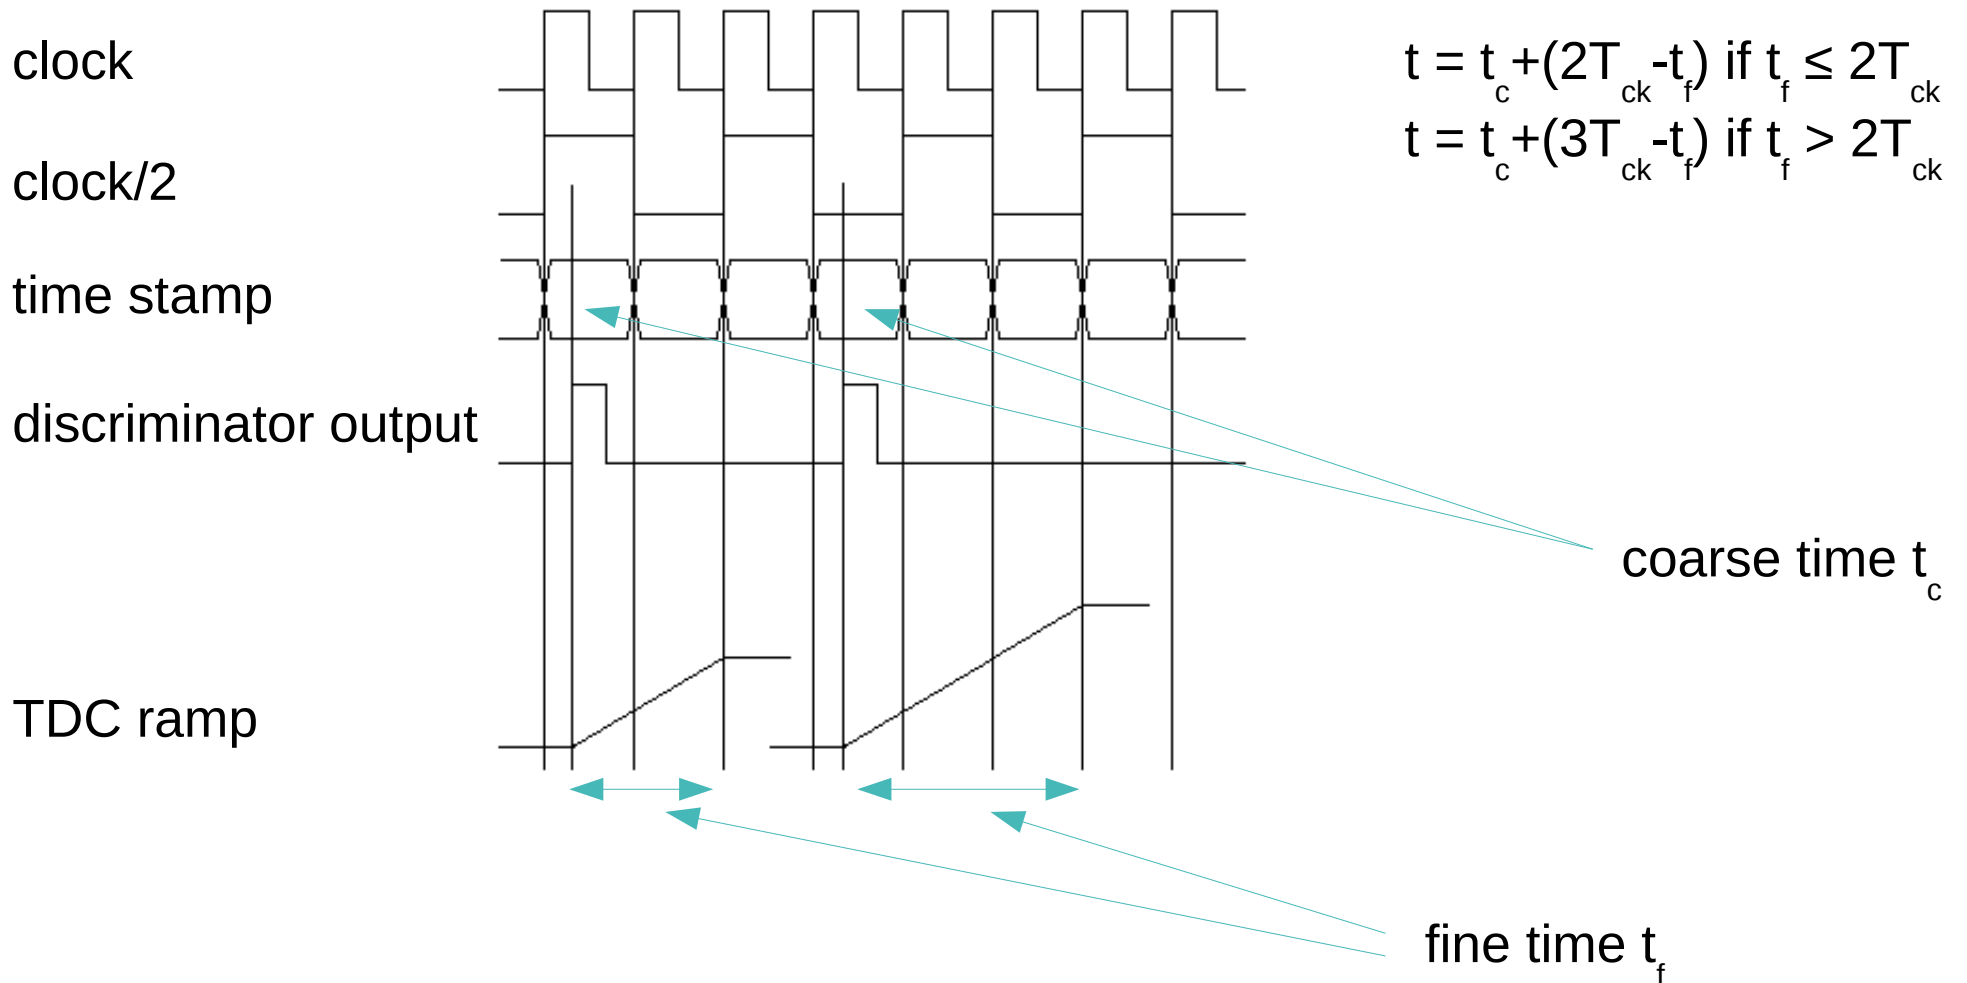 clock
t = tc+(2Tck-tf) if tf ≤ 2Tck
t = tc+(3Tck-tf) if tf > 2Tck
clock/2
time stamp
discriminator output
coarse time tc
TDC ramp
fine time tf